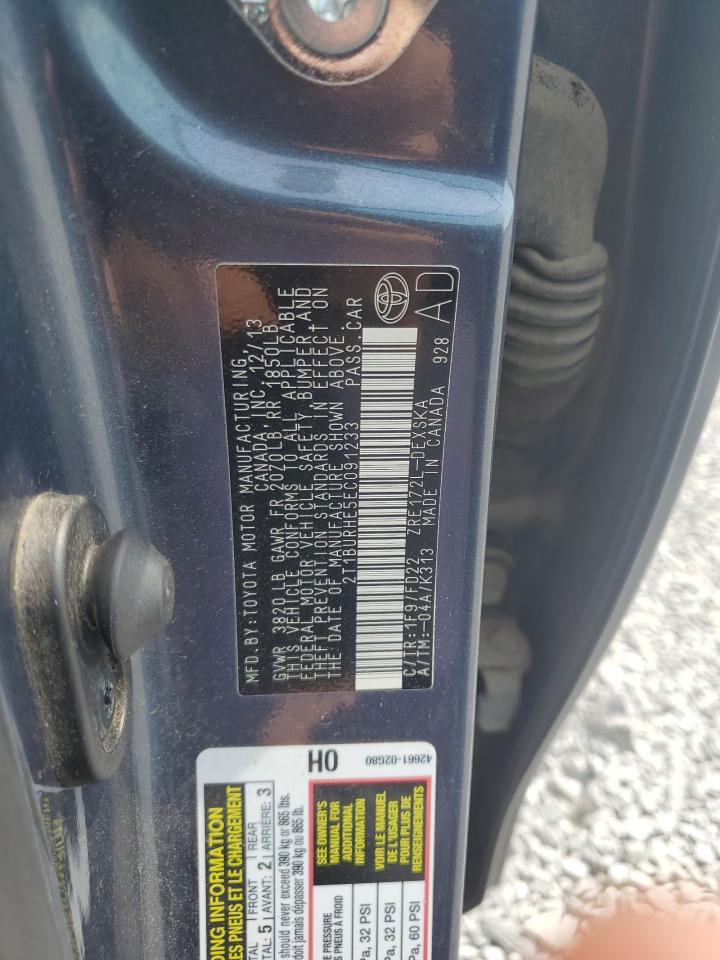 MFD.BY:TOYOTA MOTOR MANUFACTURING,
CANADA, INC. 12/13
GVWR 3820LB GAWR FR 2070LB RR 1850LB
THIS VEHICLE CONFORMS TO ALL APPLICABLE
FEDERAL MOTOR VEHICLE SAFETY, BUMPER AND
THEFT PREVENTION STANDARDS IN EFFECT ON
THE DATE OF MANUFACTURE SHOWN ABOVE.
2T1BURHE5EC091233 PASS.CAR
C/TR:1F9/FD22 ZRE172L-DEXSKA
A/TM:-04A/K313 MADE IN CANADA 928
AD
0H
42661-02G80
DING INFORMATION
LES PNEUS ET LE CHARGEMENT
TAL | FRONT | REAR
TAL: 5 | AVANT: 2 | ARRIÈRE: 3
should never exceed 390 kg or 865 lbs.
doit jamais dépasser 390 kg ou 865 lb.
E PRESSURE
S PNEUS À FROID
Pa, 32 PSI
Pa, 32 PSI
Pa, 60 PSI
SEE OWNER'S
MANUAL FOR
ADDITIONAL
INFORMATION
VOIR LE MANUEL
DE L'USAGER
POUR PLUS DE
RENSEIGNEMENTS